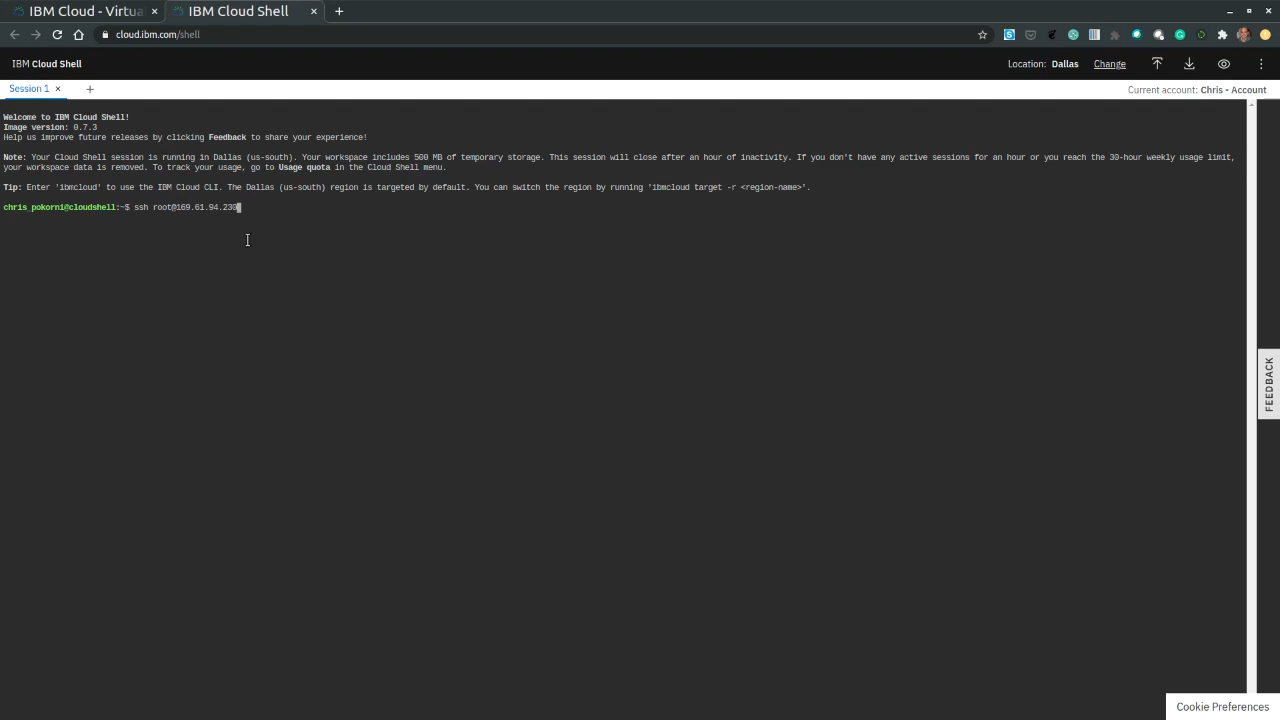 IBM Cloud - Virtua
IBM Cloud Shell
cloud.ibm.com/shell
IBM Cloud Shell
Location: Dallas Change
Session 1
Current account: Chris - Account
Welcome to IBM Cloud Shell!
Image version: 0.7.3
Help us improve future releases by clicking Feedback to share your experience!
Note: Your Cloud Shell session is running in Dallas (us-south). Your workspace includes 500 MB of temporary storage. This session will close after an hour of inactivity. If you don't have any active sessions for an hour or you reach the 30-hour weekly usage limit,
your workspace data is removed. To track your usage, go to Usage quota in the Cloud Shell menu.
Tip: Enter 'ibmcloud' to use the IBM Cloud CLI. The Dallas (us-south) region is targeted by default. You can switch the region by running 'ibmcloud target -r <region-name>'.
chris_pokorni@cloudshell:~$ ssh root@169.61.94.230
FEEDBACK
Cookie Preferences